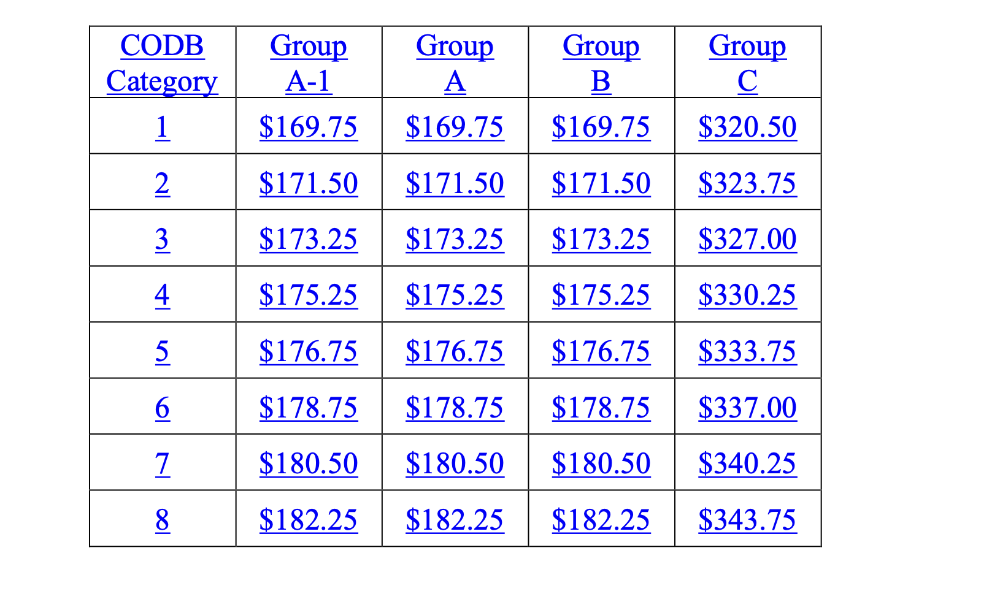 CODB Category Group A-1 Group A Group B Group C
1 $169.75 $169.75 $169.75 $320.50
2 $171.50 $171.50 $171.50 $323.75
3 $173.25 $173.25 $173.25 $327.00
4 $175.25 $175.25 $175.25 $330.25
5 $176.75 $176.75 $176.75 $333.75
6 $178.75 $178.75 $178.75 $337.00
7 $180.50 $180.50 $180.50 $340.25
8 $182.25 $182.25 $182.25 $343.75